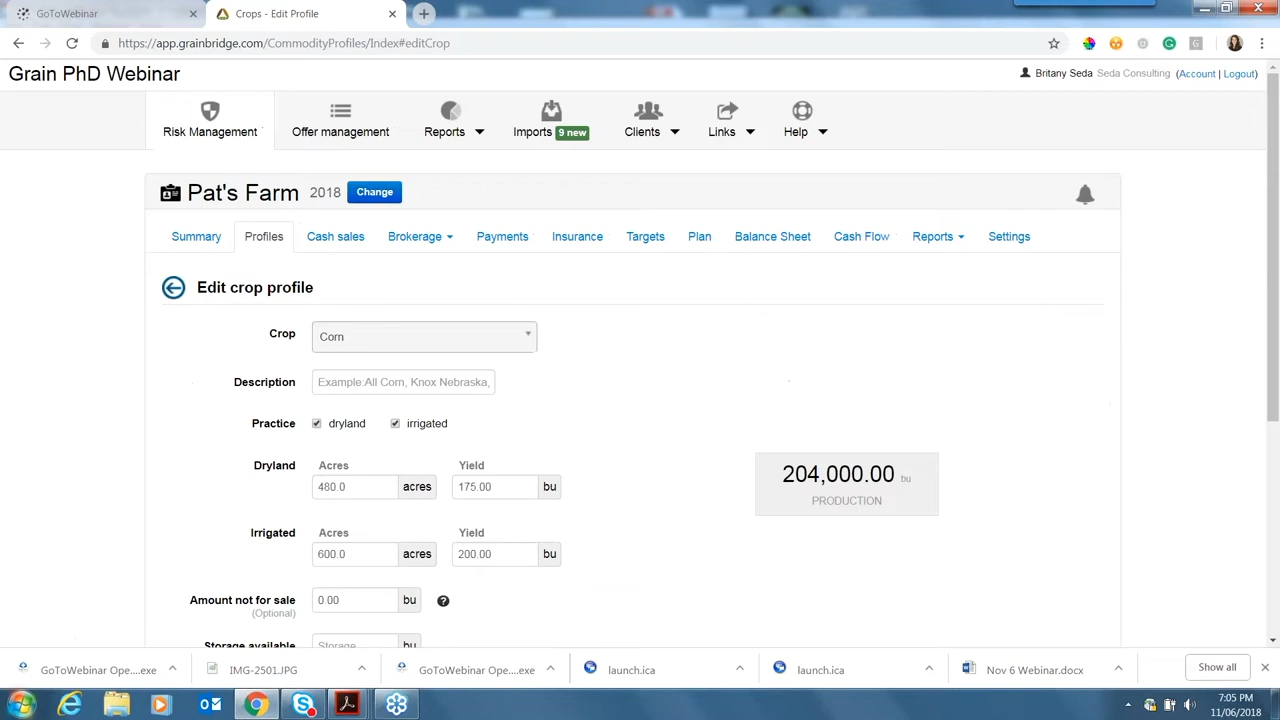 GoToWebinar
Crops - Edit Profile
https://app.grainbridge.com/CommodityProfiles/Index#editCrop
Grain PhD Webinar
Britany Seda Seda Consulting (Account | Logout)
Risk Management Offer management Reports Imports 9 new Clients Links Help
Pat's Farm 2018 Change
Summary Profiles Cash sales Brokerage Payments Insurance Targets Plan Balance Sheet Cash Flow Reports Settings
Edit crop profile
Crop Corn
Description Example:All Corn, Knox Nebraska,
Practice dryland irrigated
Dryland Acres Yield
480.0 acres 175.00 bu
204,000.00 bu
PRODUCTION
Irrigated Acres Yield
600.0 acres 200.00 bu
Amount not for sale 0.00 bu
(Optional)
Storage available Storage bu
GoToWebinar Ope....exe IMG-2501.JPG GoToWebinar Ope....exe launch.ica launch.ica Nov 6 Webinar.docx Show all
7:05 PM
11/06/2018